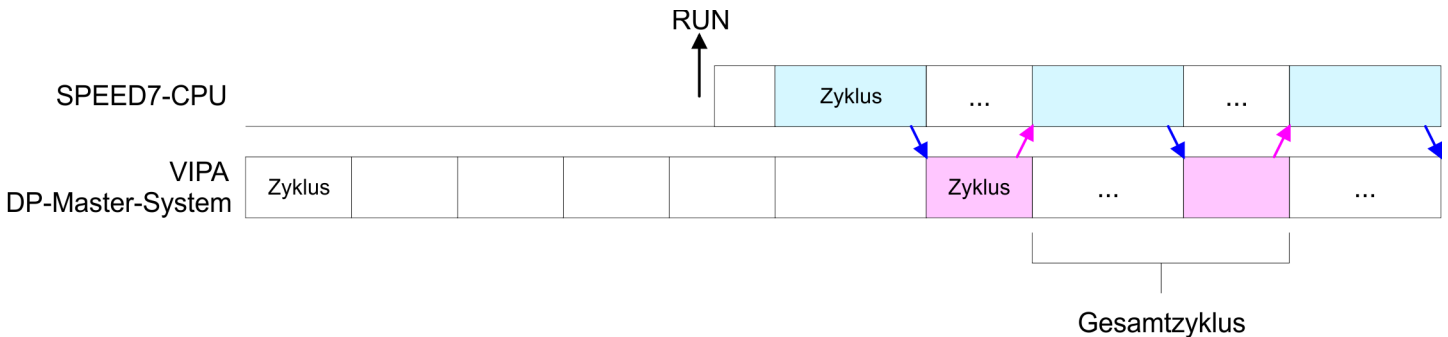 RUN
SPEED7-CPU
Zyklus
...
...
VIPA
DP-Master-System
Zyklus
Zyklus
...
...
Gesamtzyklus